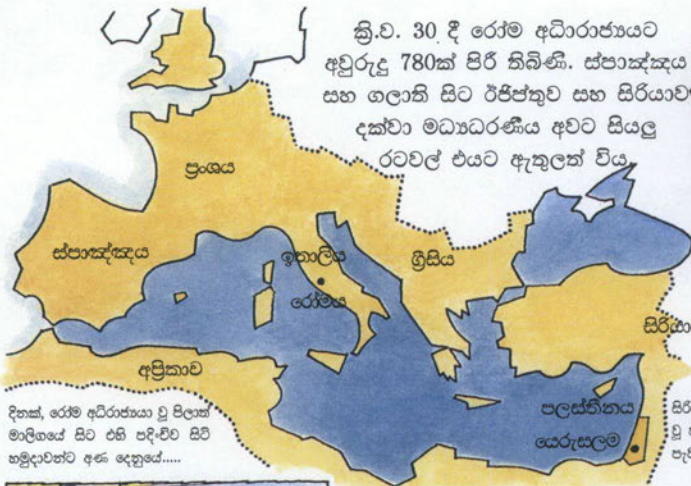 ක්‍රි.ව. 30 දී රෝම අධිාරාජ්‍යයට
අවුරුදු 780ක් පිරී තිබිණි. ස්පාඤ්ඤය
සහ ගලාති සිට ඊජිප්තුව සහ සිරියාව
දක්වා මධ්‍යධරණීය අවට සියලු
රටවල් එයට ඇතුලත් විය.
ප්‍රංශය
ස්පාඤ්ඤය
ඉතාලිය
ග්‍රීසිය
රෝමය
සිරියා
අප්‍රිකාව
පලස්තීනය
යෙරුසලම
දිනක්, රෝම අධිරාජ්‍යයා වූ පිලාත්
මාලිගයේ සිට එහි පදිංචිව සිටි
හමුදාවන්ට අණ දෙනුයේ.....
සිරි
වූ
පැ